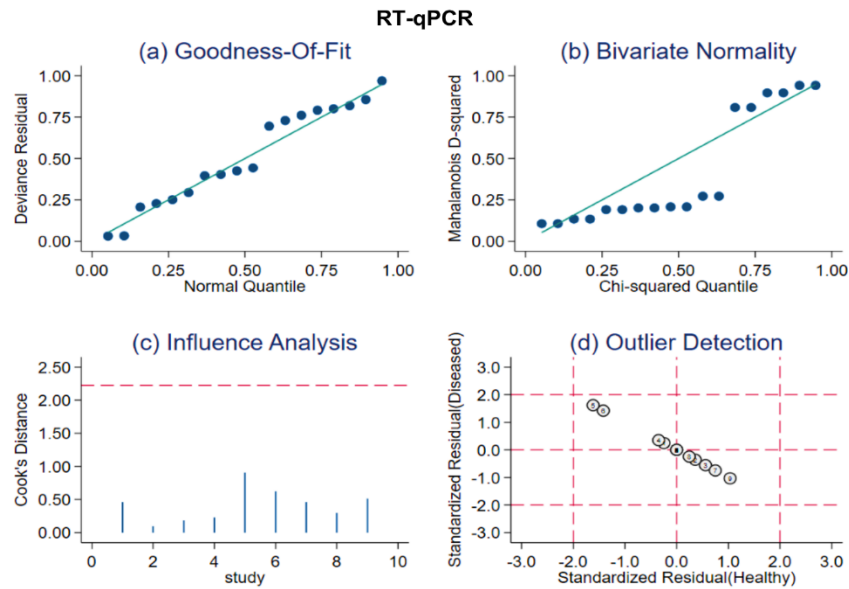 RT-qPCR
(a) Goodness-Of-Fit
1.00
0.75
0.50
0.25
0.00
Deviance Residual
0.00 0.25 0.50 0.75 1.00
Normal Quantile
(b) Bivariate Normality
1.00
0.75
0.50
0.25
0.00
Mahalanobis D-squared
0.00 0.25 0.50 0.75 1.00
Chi-squared Quantile
(c) Influence Analysis
2.50
2.00
1.50
1.00
0.50
0.00
Cook's Distance
0 2 4 6 8 10
study
(d) Outlier Detection
3.0
2.0
1.0
0.0
-1.0
-2.0
-3.0
Standardized Residual(Diseased)
-3.0 -2.0 -1.0 0.0 1.0 2.0 3.0
Standardized Residual(Healthy)